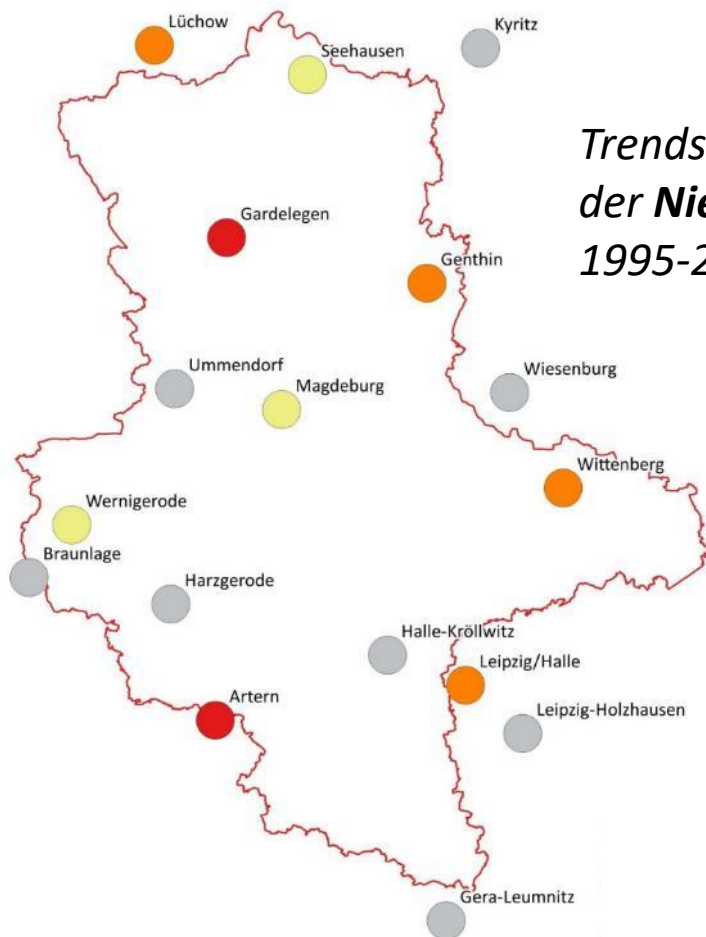 Lüchow
Kyritz
Seehausen
Trends
der
1995-2
Gardelegen
Genthin
Ummendorf
Magdeburg
Wiesenburg
Wittenberg
Wernigerode
Braunlage
Harzgerode
Halle-Kröllwitz
Leipzig/Halle
Artern
Leipzig-Holzhausen
Gera-Leumnitz